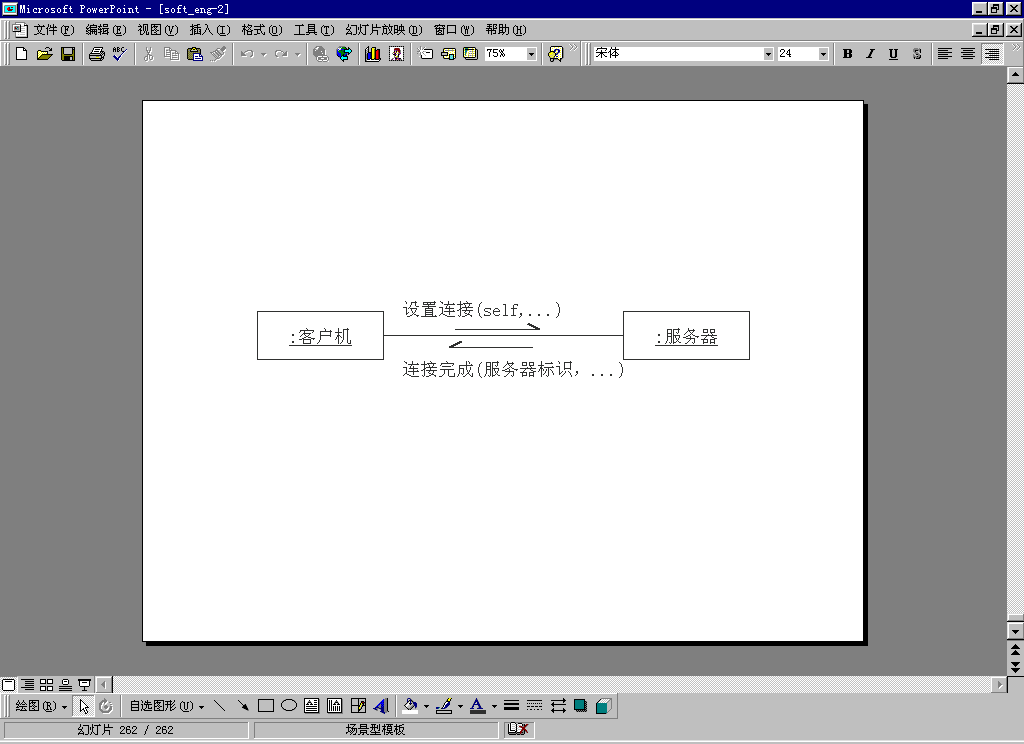 Microsoft PowerPoint - [soft_eng-2]
文件(F) 编辑(E) 视图(V) 插入(I) 格式(O) 工具(T) 幻灯片放映(D) 窗口(W) 帮助(H)
75% 宋体 24 B I U S
设置连接(self,...)
:客户机 :服务器
连接完成(服务器标识, ...)
绘图(R) 自选图形(U)
幻灯片 262 / 262 场景型模板